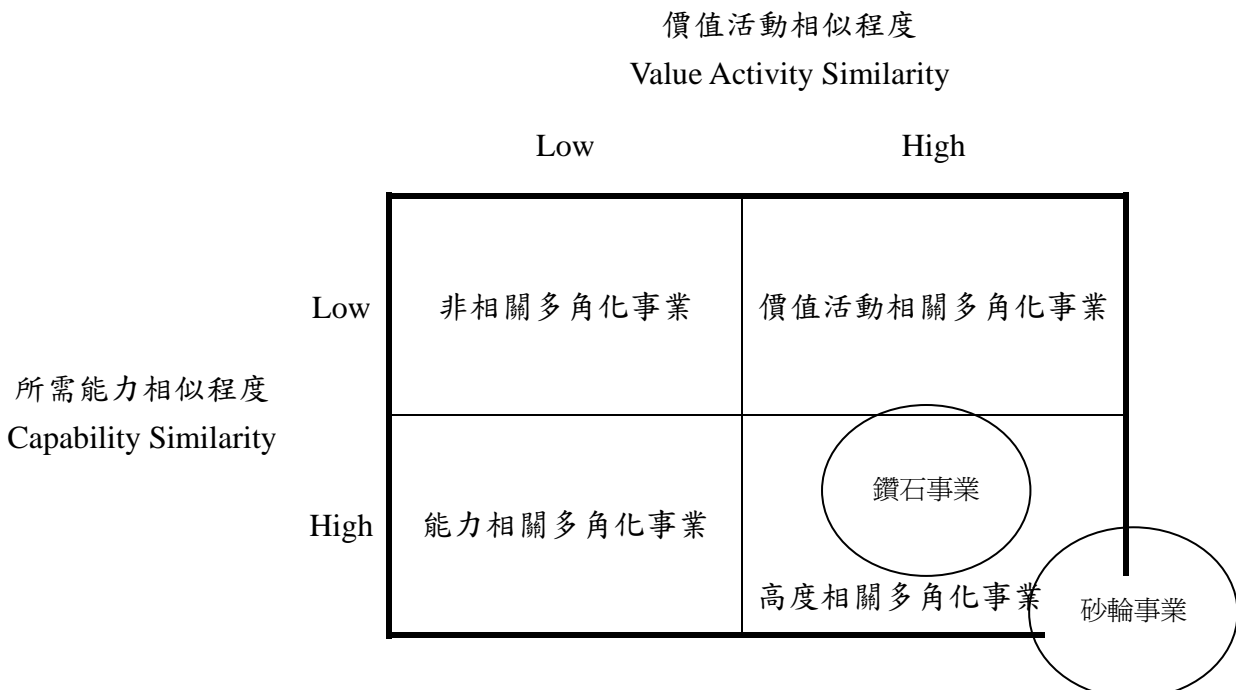 價值活動相似程度
Value Activity Similarity
Low High
Low 非相關多角化事業 價值活動相關多角化事業
所需能力相似程度
Capability Similarity
鑽石事業
High 能力相關多角化事業
高度相關多角化事業 砂輪事業